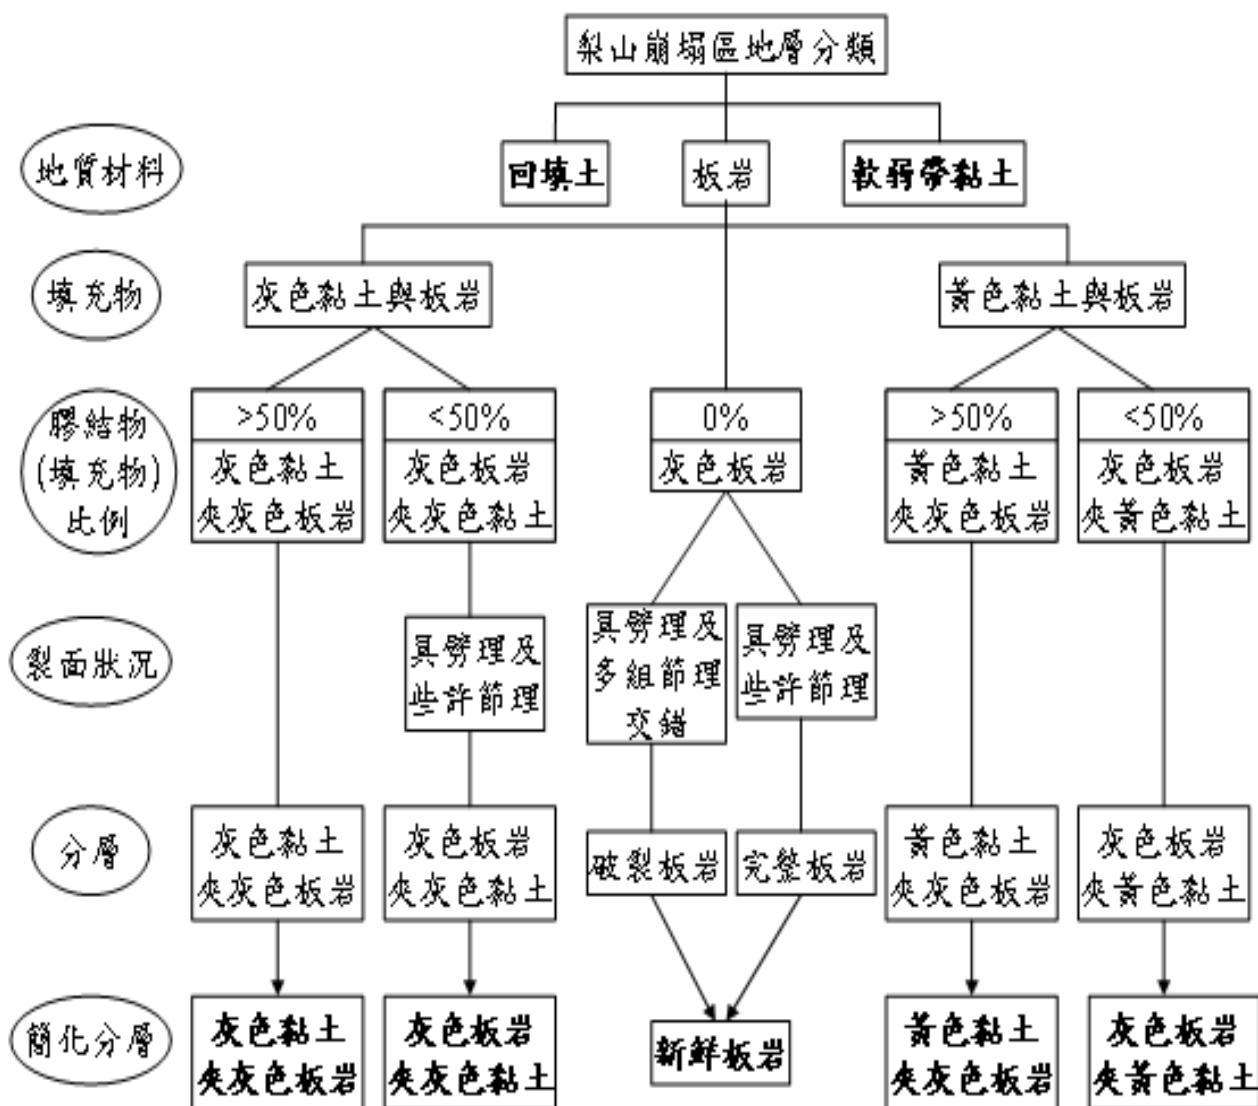 梨山崩塌區地層分類
地質材料
回填土
板岩
軟弱帶黏土
填充物
灰色黏土與板岩
黃色黏土與板岩
膠結物
(填充物)
比例
>50%
灰色黏土
夾灰色板岩
<50%
灰色板岩
夾灰色黏土
0%
灰色板岩
>50%
黃色黏土
夾灰色板岩
<50%
灰色板岩
夾黃色黏土
裂面狀況
具劈理及
些許節理
具劈理及
多組節理
交錯
具劈理及
些許節理
分層
灰色黏土
夾灰色板岩
灰色板岩
夾灰色黏土
破裂板岩
完整板岩
黃色黏土
夾灰色板岩
灰色板岩
夾黃色黏土
簡化分層
灰色黏土
夾灰色板岩
灰色板岩
夾灰色黏土
新鮮板岩
黃色黏土
夾灰色板岩
灰色板岩
夾黃色黏土